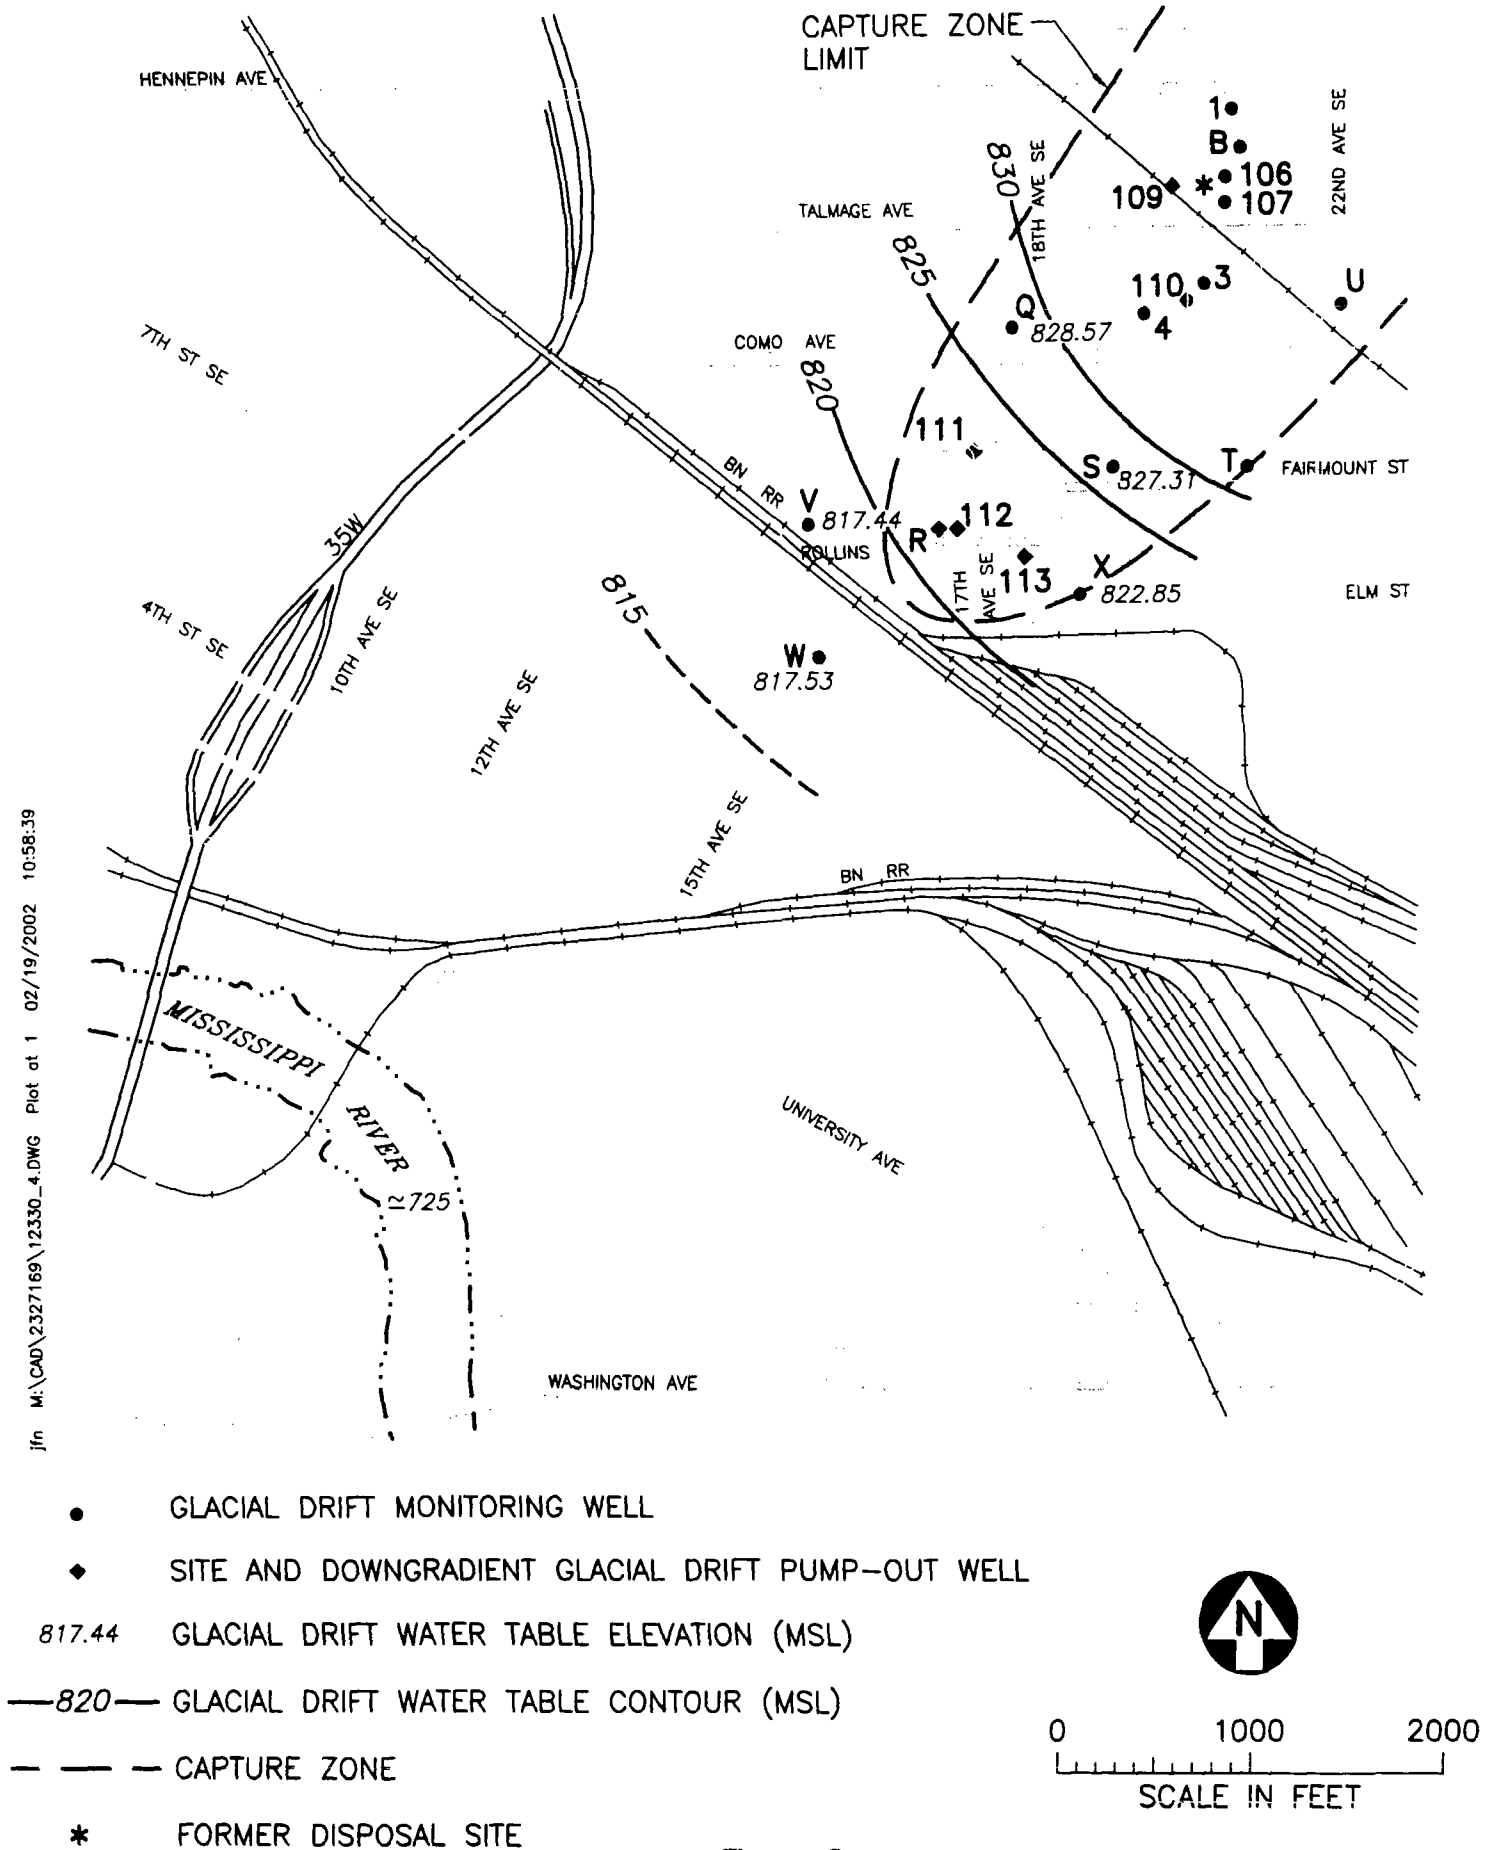 CAPTURE ZONE
LIMIT
HENNEPIN AVE
1
B
106
107
109
22ND AVE SE
18TH AVE SE
830
TALMAGE AVE
825
3
110
4
U
Q
828.57
COMO AVE
820
7TH ST SE
111
BN RR
S
827.31
T
FAIRMOUNT ST
V
817.44
ROLLINS
R
112
113
17TH
AVE SE
X
822.85
ELM ST
35W
815
4TH ST SE
10TH AVE SE
W
817.53
12TH AVE SE
15TH AVE SE
BN RR
MISSISSIPPI
RIVER
≃725
UNIVERSITY AVE
WASHINGTON AVE
jfn M:\CAD\2327169\12330_4.DWG Plot at 1 02/19/2002 10:58:39
GLACIAL DRIFT MONITORING WELL
SITE AND DOWNGRADIENT GLACIAL DRIFT PUMP-OUT WELL
817.44 GLACIAL DRIFT WATER TABLE ELEVATION (MSL)
820 GLACIAL DRIFT WATER TABLE CONTOUR (MSL)
CAPTURE ZONE
FORMER DISPOSAL SITE
N
0 1000 2000
SCALE IN FEET